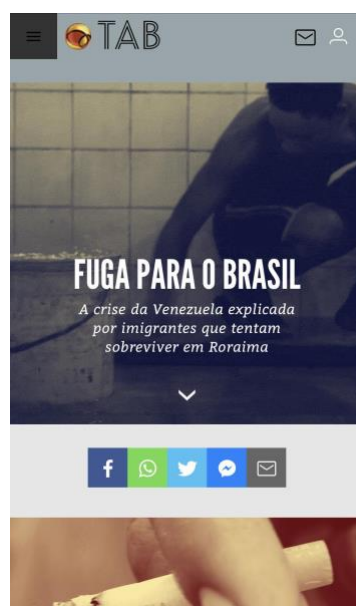 TAB
FUGA PARA O BRASIL
A crise da Venezuela explicada
por imigrantes que tentam
sobreviver em Roraima